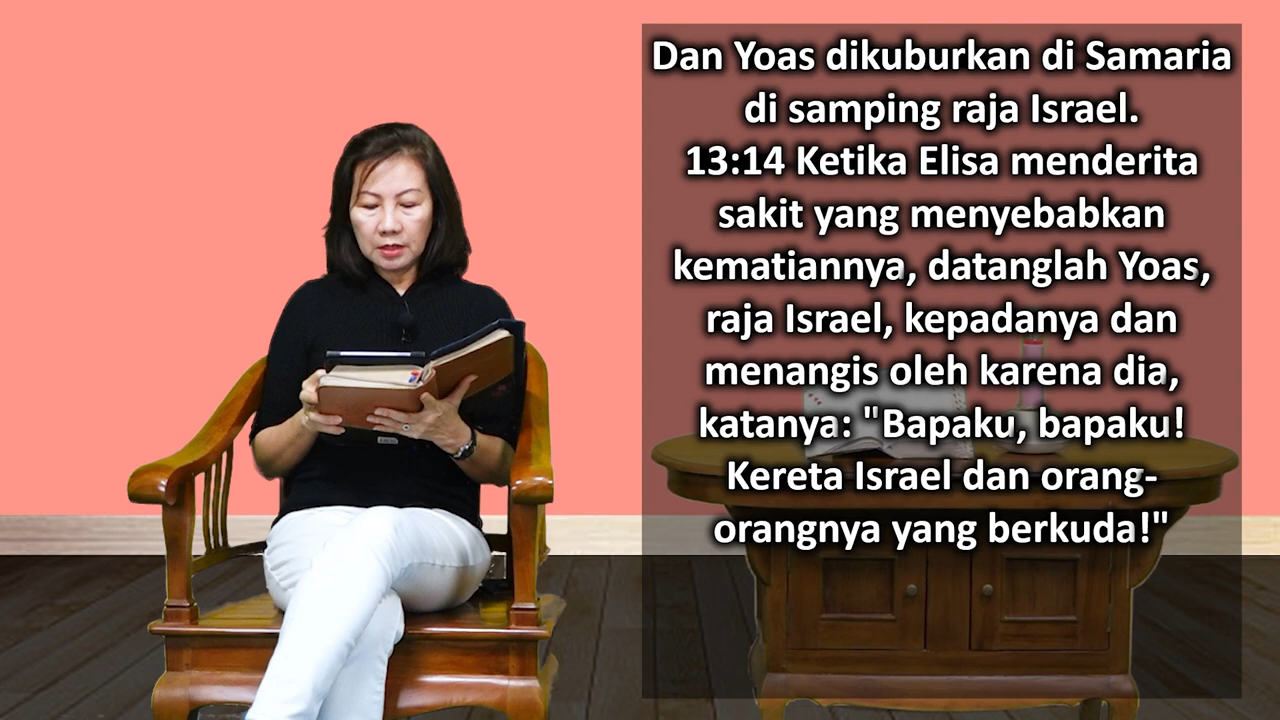 Dan Yoas dikuburkan di Samaria
di samping raja Israel.
13:14 Ketika Elisa menderita
sakit yang menyebabkan
kematiannya, datanglah Yoas,
raja Israel, kepadanya dan
menangis oleh karena dia,
katanya: "Bapaku, bapaku!
Kereta Israel dan orang-
orangnya yang berkuda!"